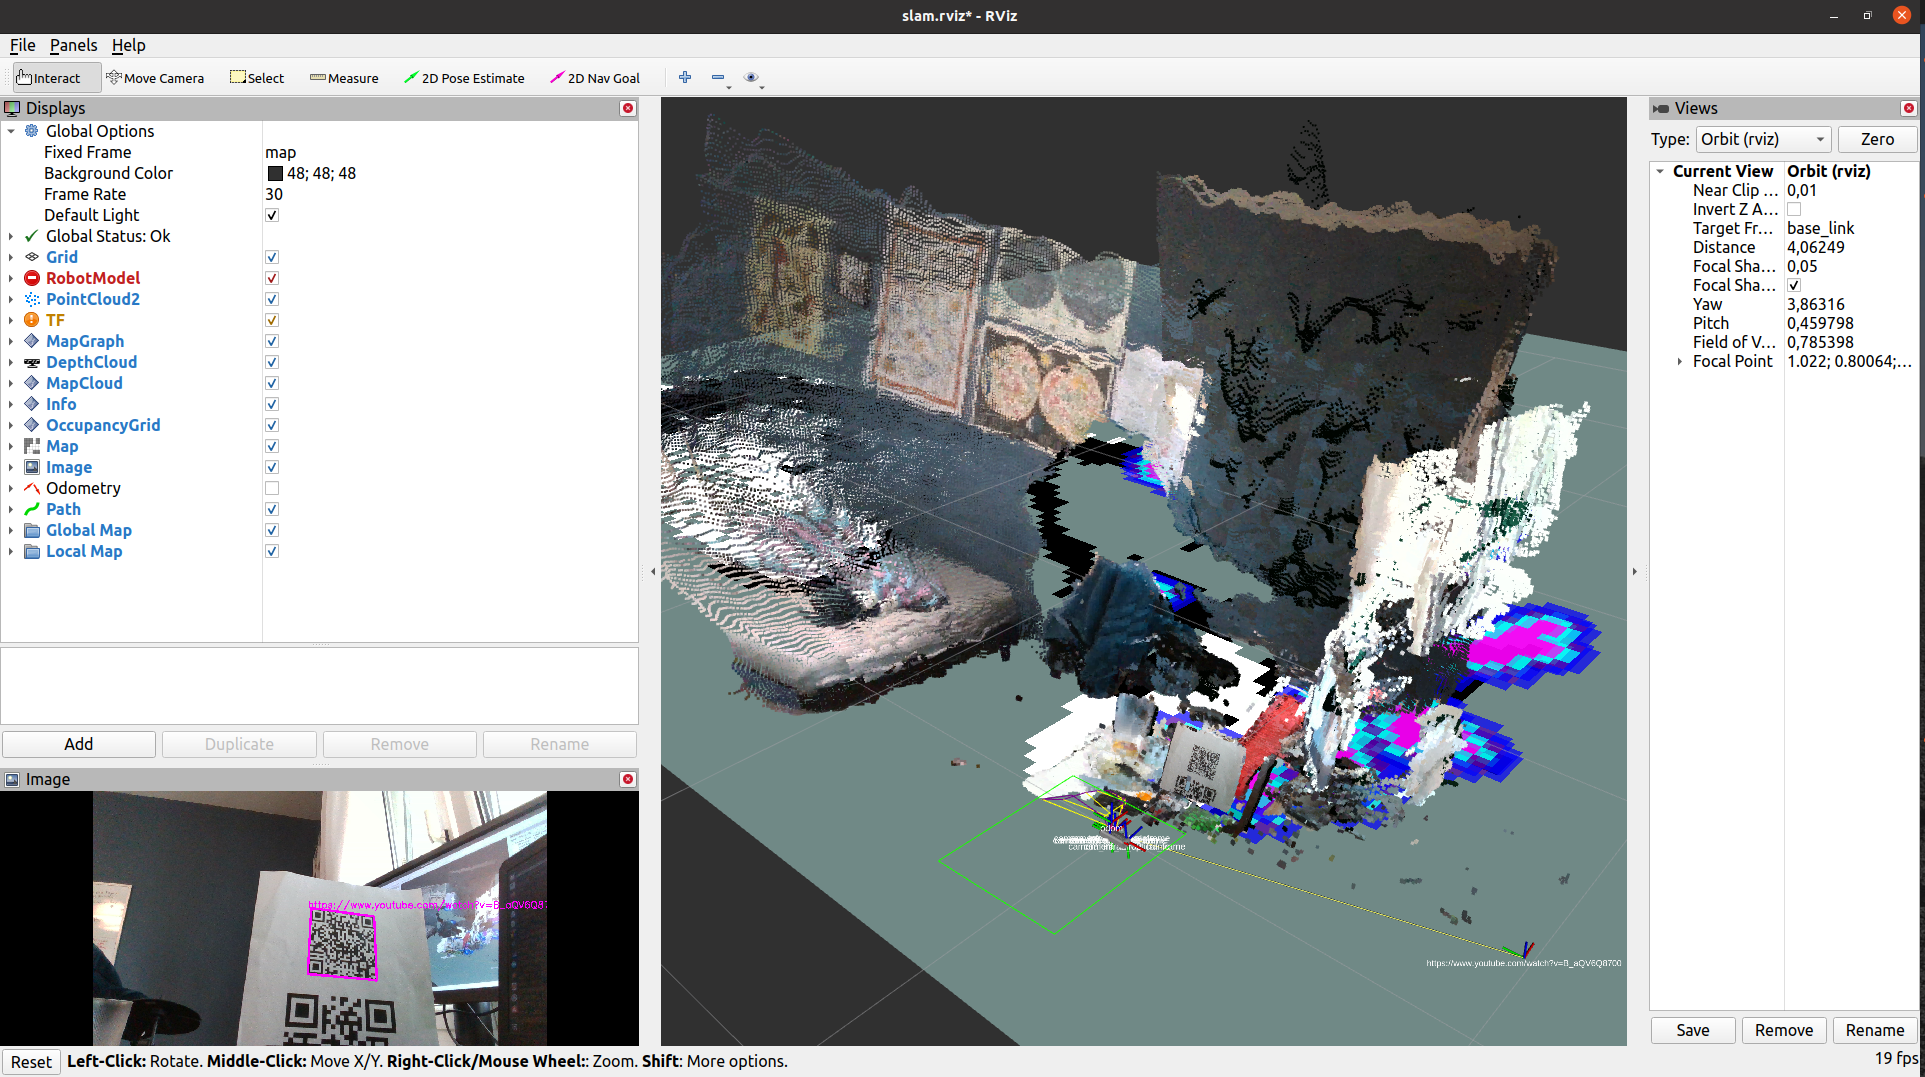 slam.rviz* - RViz
File Panels Help
Interact Move Camera Select Measure 2D Pose Estimate 2D Nav Goal
Displays
Global Options
Fixed Frame map
Background Color 48; 48; 48
Frame Rate 30
Default Light
Global Status: Ok
Grid
RobotModel
PointCloud2
TF
MapGraph
DepthCloud
MapCloud
Info
OccupancyGrid
Map
Image
Odometry
Path
Global Map
Local Map
Add Duplicate Remove Rename
Image
https://www.youtube.com/watch?v=B_aQV6Q87
odom
https://www.youtube.com/watch?v=B_aQV6Q8700
Views
Type: Orbit (rviz) Zero
Current View Orbit (rviz)
Near Clip ... 0,01
Invert Z A...
Target Fr... base_link
Distance 4,06249
Focal Sha... 0,05
Focal Sha...
Yaw 3,86316
Pitch 0,459798
Field of V... 0,785398
Focal Point 1.022; 0.80064;...
Save Remove Rename
Reset Left-Click: Rotate. Middle-Click: Move X/Y. Right-Click/Mouse Wheel:: Zoom. Shift: More options.
19 fps